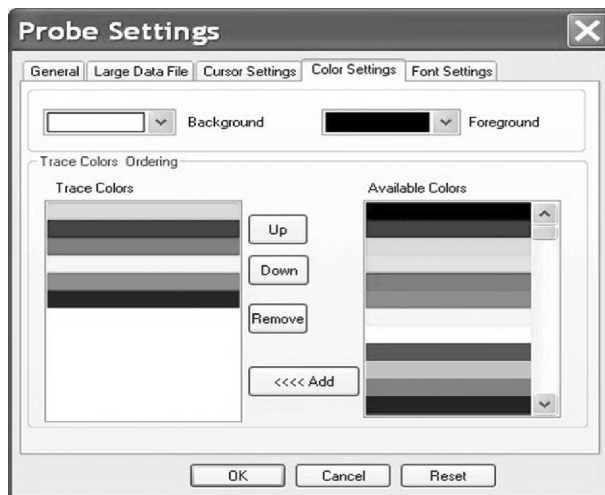 Probe Settings
General Large Data File Cursor Settings Color Settings Font Settings
Background Foreground
Trace Colors Ordering
Trace Colors Available Colors
Up
Down
Remove
<<<< Add
OK Cancel Reset